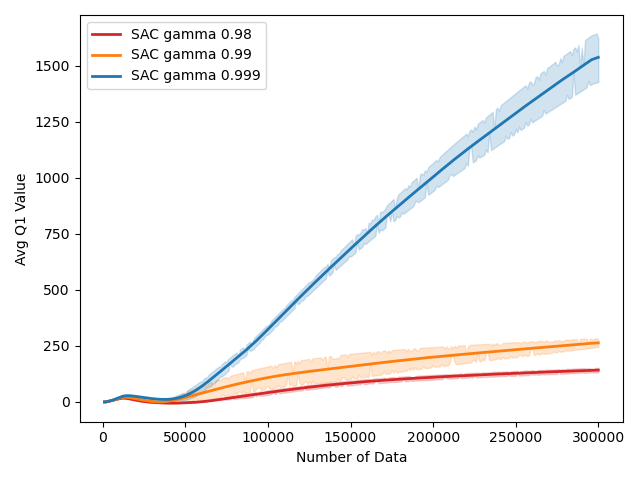 SAC gamma 0.98
SAC gamma 0.99
SAC gamma 0.999
Avg Q1 Value
1500
1250
1000
750
500
250
0
0 50000 100000 150000 200000 250000 300000
Number of Data